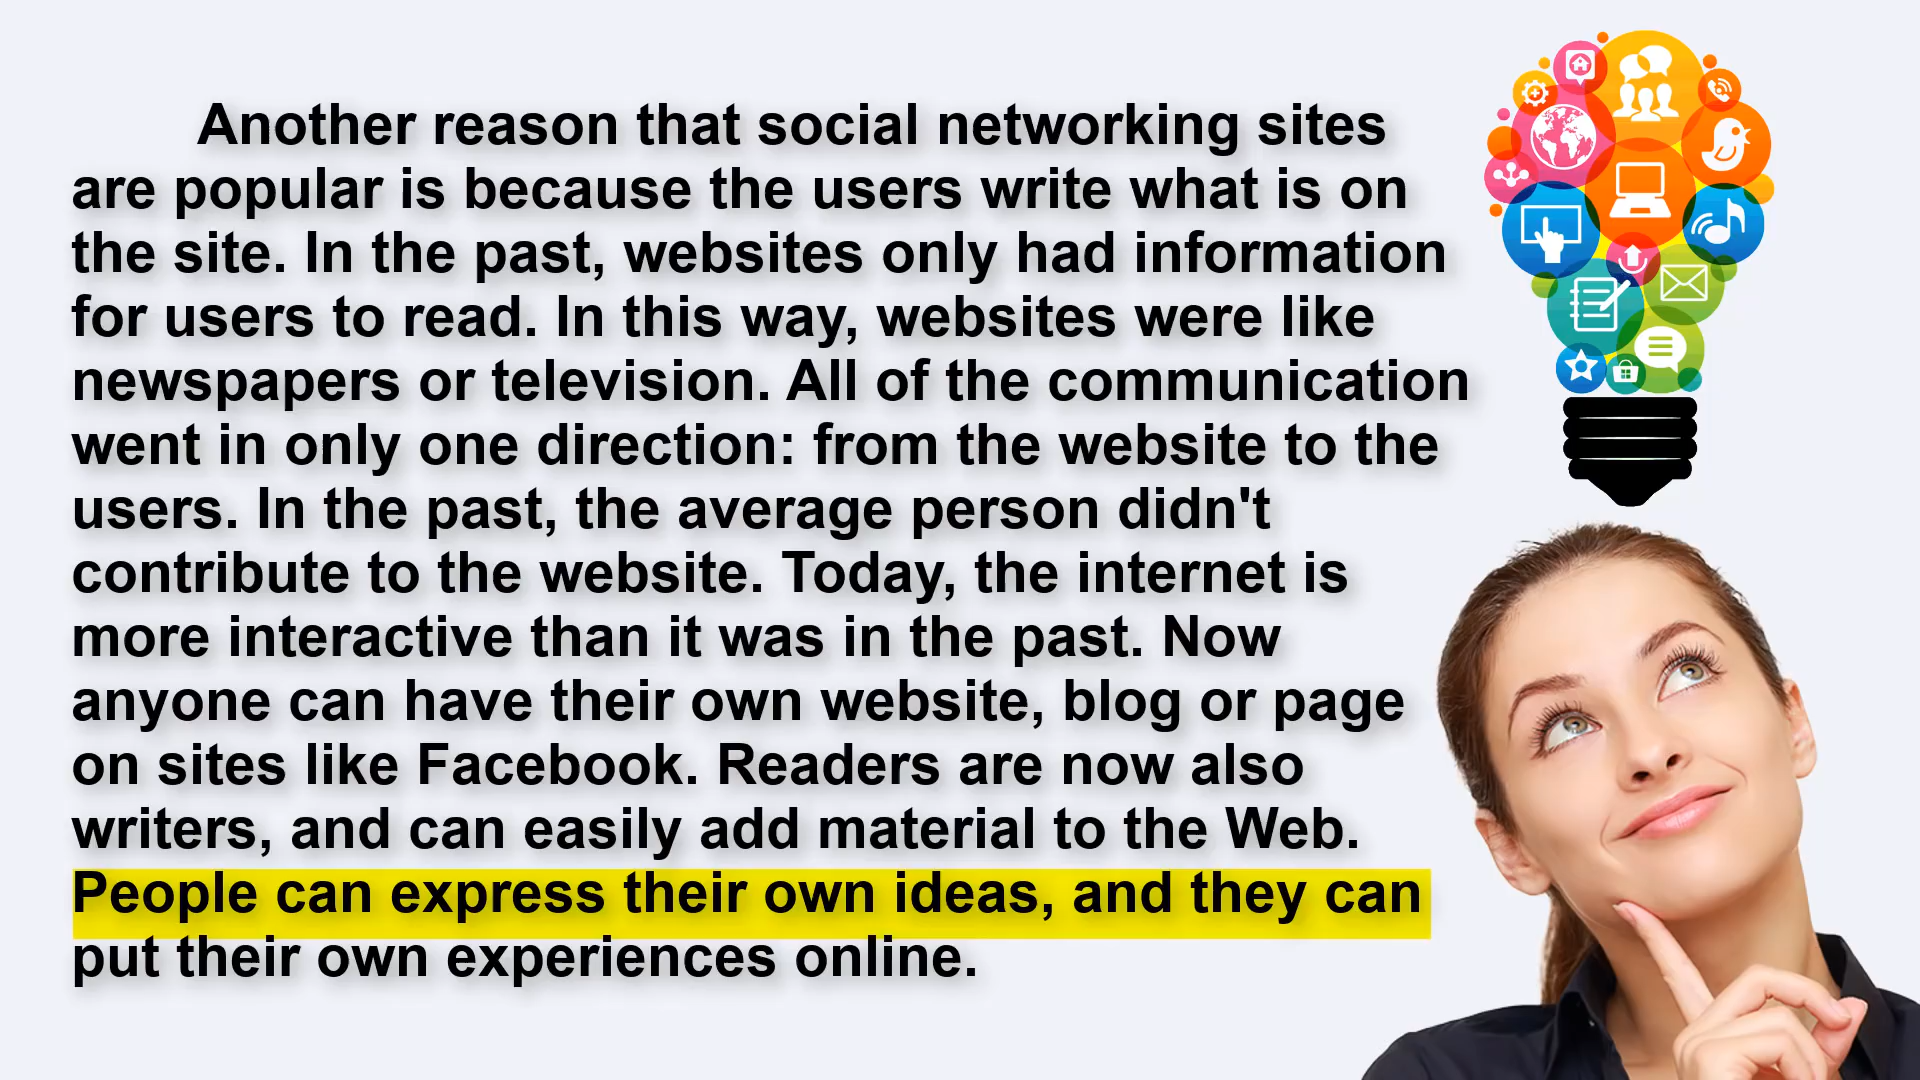 Another reason that social networking sites
are popular is because the users write what is on
the site. In the past, websites only had information
for users to read. In this way, websites were like
newspapers or television. All of the communication
went in only one direction: from the website to the
users. In the past, the average person didn't
contribute to the website. Today, the internet is
more interactive than it was in the past. Now
anyone can have their own website, blog or page
on sites like Facebook. Readers are now also
writers, and can easily add material to the Web.
People can express their own ideas, and they can
put their own experiences online.